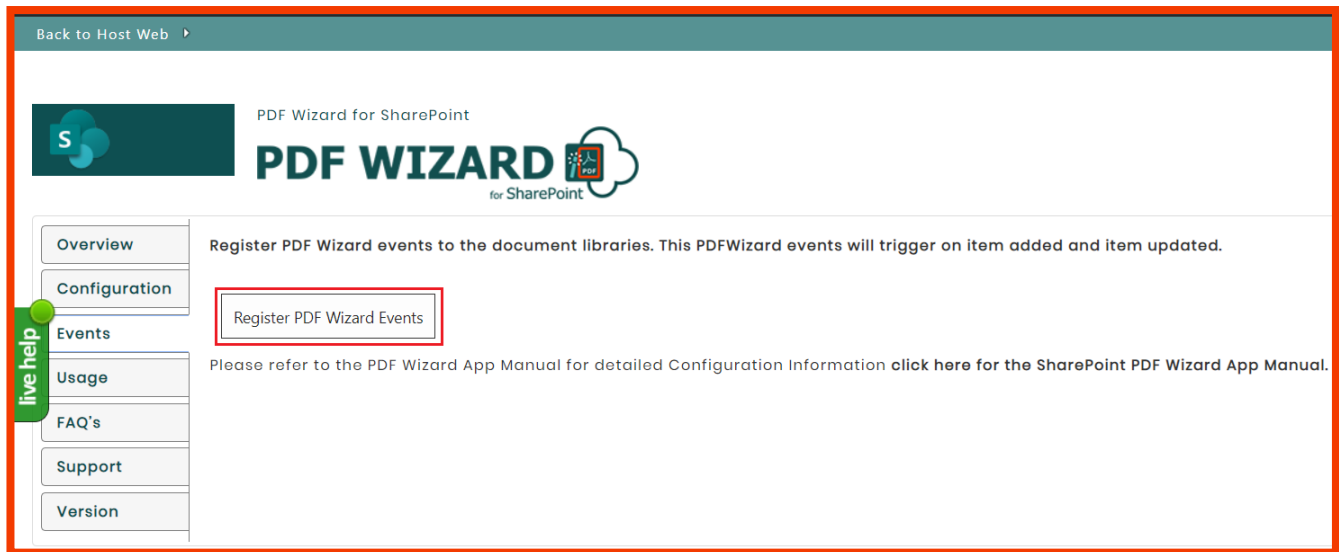 Back to Host Web
S
PDF Wizard for SharePoint
PDF WIZARD
PDF
for SharePoint
Overview
Register PDF Wizard events to the document libraries. This PDFWizard events will trigger on item added and item updated.
Configuration
Register PDF Wizard Events
live help
Events
Please refer to the PDF Wizard App Manual for detailed Configuration Information click here for the SharePoint PDF Wizard App Manual.
Usage
FAQ's
Support
Version